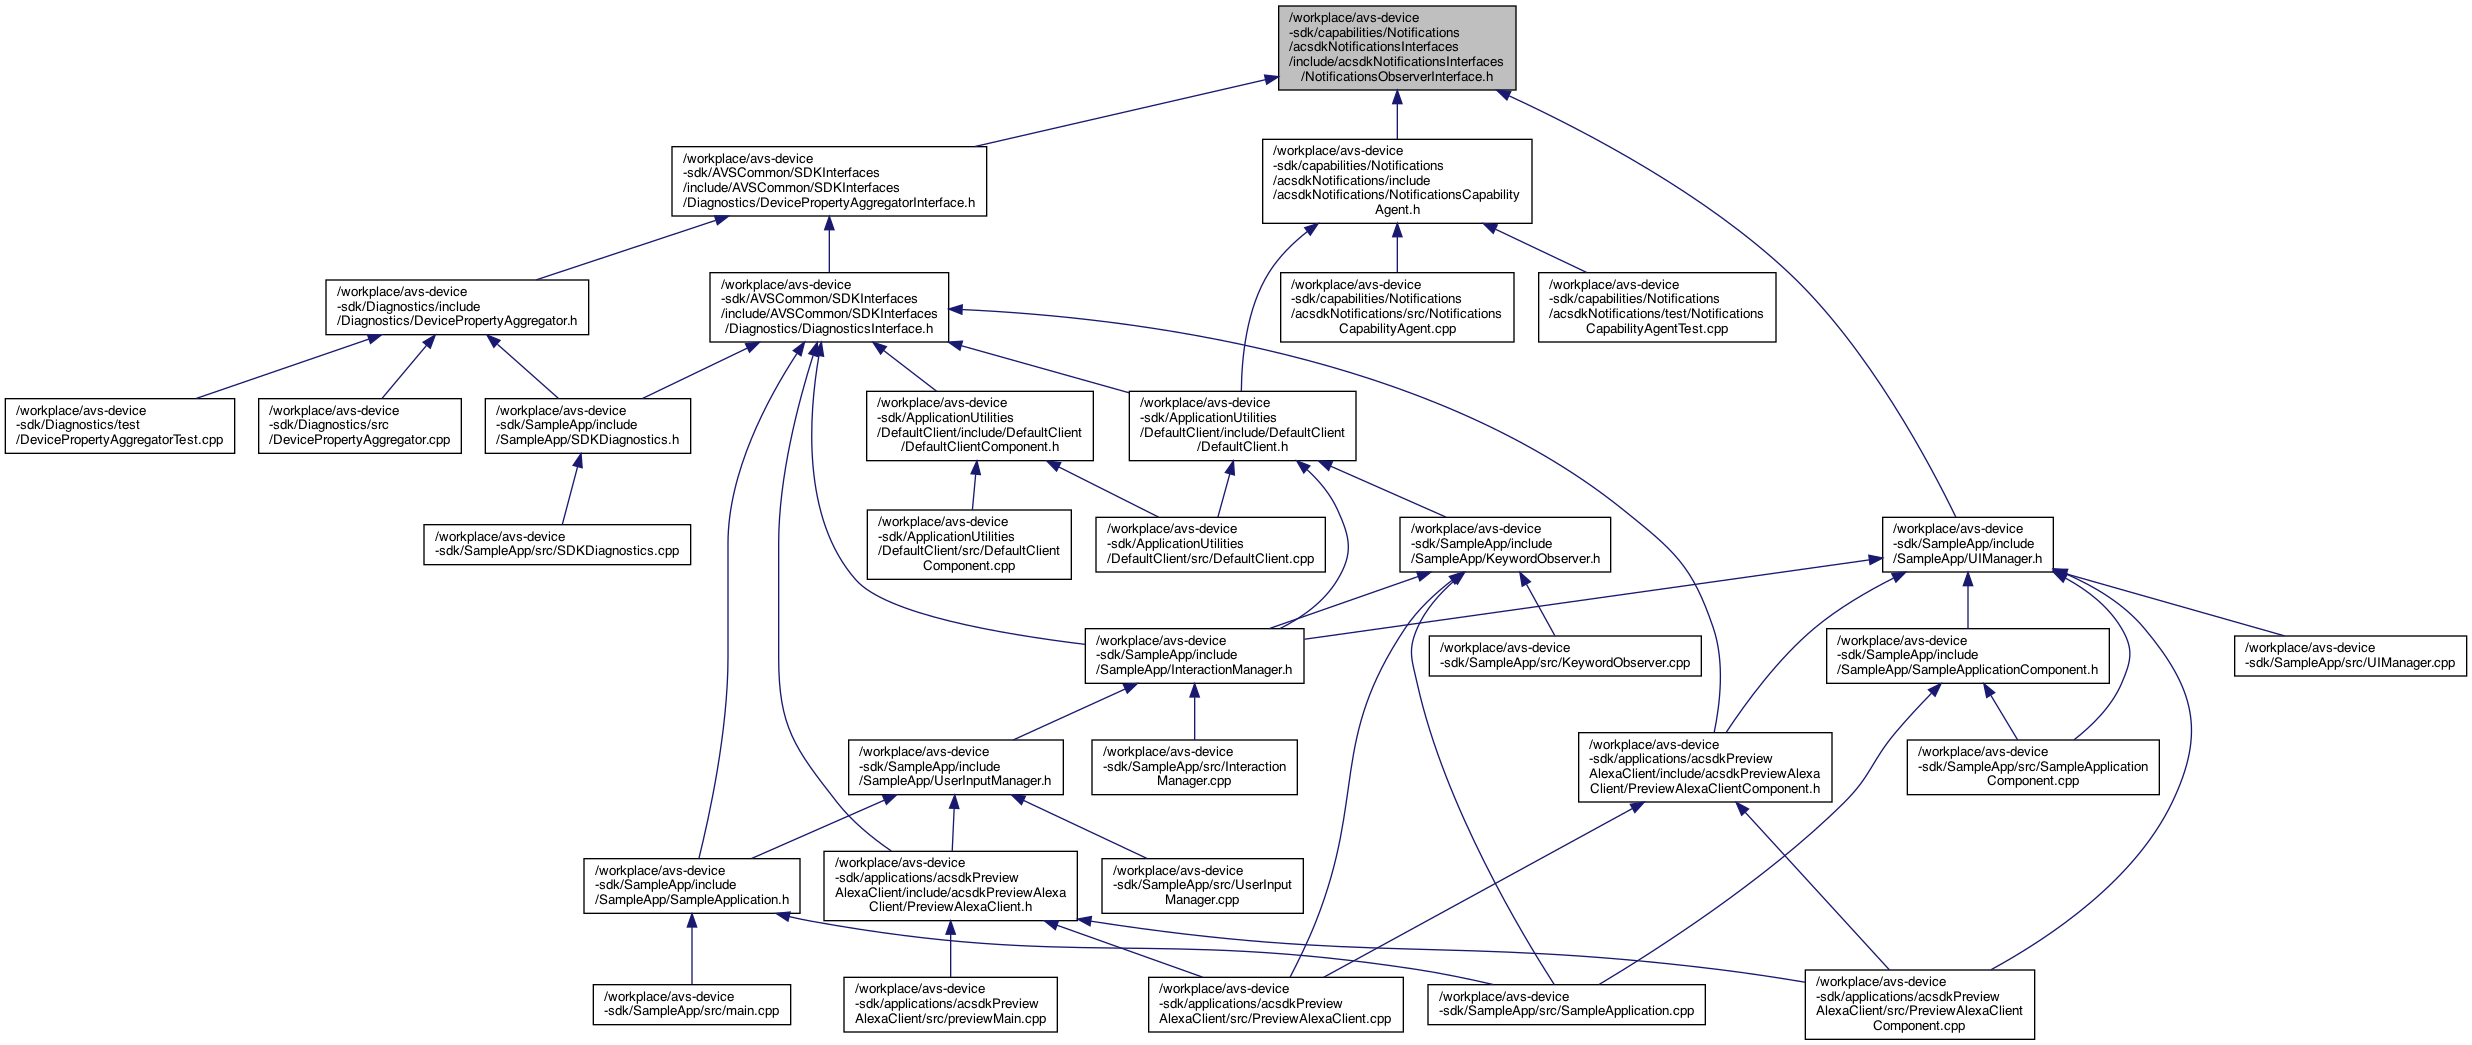 /workplace/avs-device
-sdk/capabilities/Notifications
/acsdkNotificationsInterfaces
/include/acsdkNotificationsInterfaces
/NotificationsObserverInterface.h
/workplace/avs-device
-sdk/AVSCommon/SDKInterfaces
/include/AVSCommon/SDKInterfaces
/Diagnostics/DevicePropertyAggregatorInterface.h
/workplace/avs-device
-sdk/capabilities/Notifications
/acsdkNotifications/include
/acsdkNotifications/NotificationsCapability
Agent.h
/workplace/avs-device
-sdk/Diagnostics/include
/Diagnostics/DevicePropertyAggregator.h
/workplace/avs-device
-sdk/AVSCommon/SDKInterfaces
/include/AVSCommon/SDKInterfaces
/Diagnostics/DiagnosticsInterface.h
/workplace/avs-device
-sdk/capabilities/Notifications
/acsdkNotifications/src/Notifications
CapabilityAgent.cpp
/workplace/avs-device
-sdk/capabilities/Notifications
/acsdkNotifications/test/Notifications
CapabilityAgentTest.cpp
/workplace/avs-device
-sdk/Diagnostics/test
/DevicePropertyAggregatorTest.cpp
/workplace/avs-device
-sdk/Diagnostics/src
/DevicePropertyAggregator.cpp
/workplace/avs-device
-sdk/SampleApp/include
/SampleApp/SDKDiagnostics.h
/workplace/avs-device
-sdk/ApplicationUtilities
/DefaultClient/include/DefaultClient
/DefaultClientComponent.h
/workplace/avs-device
-sdk/ApplicationUtilities
/DefaultClient/include/DefaultClient
/DefaultClient.h
/workplace/avs-device
-sdk/SampleApp/src/SDKDiagnostics.cpp
/workplace/avs-device
-sdk/ApplicationUtilities
/DefaultClient/src/DefaultClient
Component.cpp
/workplace/avs-device
-sdk/ApplicationUtilities
/DefaultClient/src/DefaultClient.cpp
/workplace/avs-device
-sdk/SampleApp/include
/SampleApp/KeywordObserver.h
/workplace/avs-device
-sdk/SampleApp/include
/SampleApp/UIManager.h
/workplace/avs-device
-sdk/SampleApp/include
/SampleApp/InteractionManager.h
/workplace/avs-device
-sdk/SampleApp/src/KeywordObserver.cpp
/workplace/avs-device
-sdk/SampleApp/include
/SampleApp/SampleApplicationComponent.h
/workplace/avs-device
-sdk/SampleApp/src/UIManager.cpp
/workplace/avs-device
-sdk/SampleApp/include
/SampleApp/UserInputManager.h
/workplace/avs-device
-sdk/SampleApp/src/Interaction
Manager.cpp
/workplace/avs-device
-sdk/applications/acsdkPreview
AlexaClient/include/acsdkPreviewAlexa
Client/PreviewAlexaClientComponent.h
/workplace/avs-device
-sdk/SampleApp/src/SampleApplication
Component.cpp
/workplace/avs-device
-sdk/SampleApp/include
/SampleApp/SampleApplication.h
/workplace/avs-device
-sdk/applications/acsdkPreview
AlexaClient/include/acsdkPreviewAlexa
Client/PreviewAlexaClient.h
/workplace/avs-device
-sdk/SampleApp/src/UserInput
Manager.cpp
/workplace/avs-device
-sdk/SampleApp/src/main.cpp
/workplace/avs-device
-sdk/applications/acsdkPreview
AlexaClient/src/previewMain.cpp
/workplace/avs-device
-sdk/applications/acsdkPreview
AlexaClient/src/PreviewAlexaClient.cpp
/workplace/avs-device
-sdk/SampleApp/src/SampleApplication.cpp
/workplace/avs-device
-sdk/applications/acsdkPreview
AlexaClient/src/PreviewAlexaClient
Component.cpp